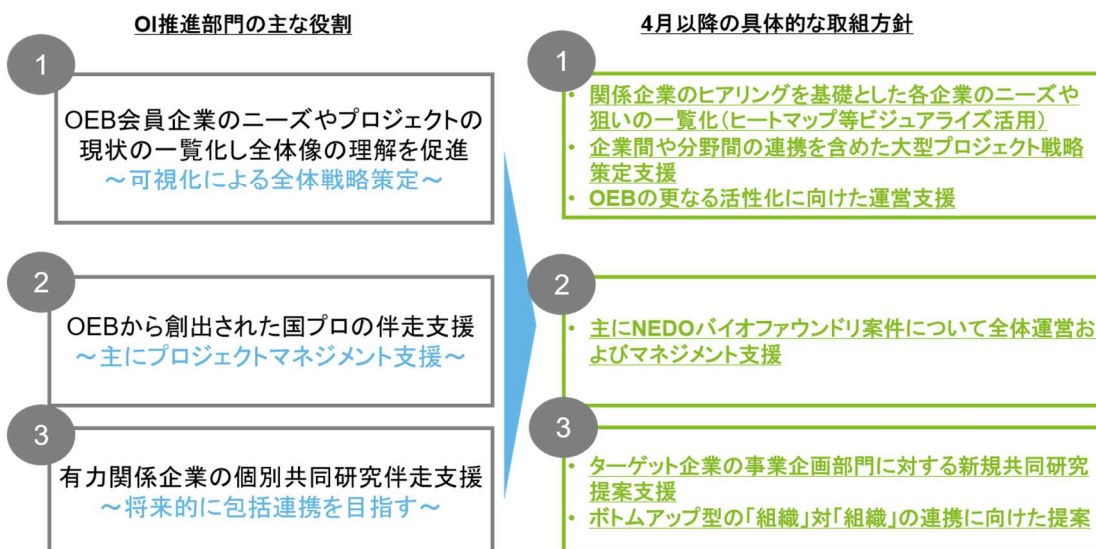 OI推進部門の主な役割
1
OEB会員企業のニーズやプロジェクトの
現状の一覧化し全体像の理解を促進
～可視化による全体戦略策定～
2
OEBから創出された国プロの伴走支援
～主にプロジェクトマネジメント支援～
3
有力関係企業の個別共同研究伴走支援
～将来的に包括連携を目指す～
4月以降の具体的な取組方針
1
• 関係企業のヒアリングを基礎とした各企業のニーズや
狙いの一覧化（ヒートマップ等ビジュアライズ活用）
• 企業間や分野間の連携を含めた大型プロジェクト戦略
策定支援
• OEBの更なる活性化に向けた運営支援
2
• 主にNEDOバイオファウンドリ案件について全体運営お
よびマネジメント支援
3
• ターゲット企業の事業企画部門に対する新規共同研究
提案支援
• ボトムアップ型の「組織」対「組織」の連携に向けた提案